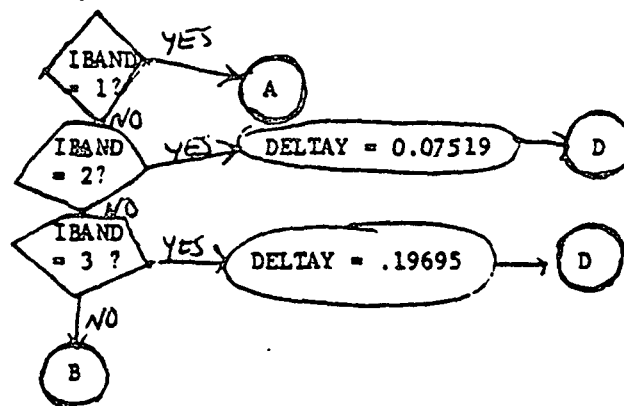 YES
IBAND
= 1?
A
NO
IBAND
= 2?
YES
DELTAY = 0.07519
D
NO
IBAND
= 3 ?
YES
DELTAY = .19695
D
NO
B